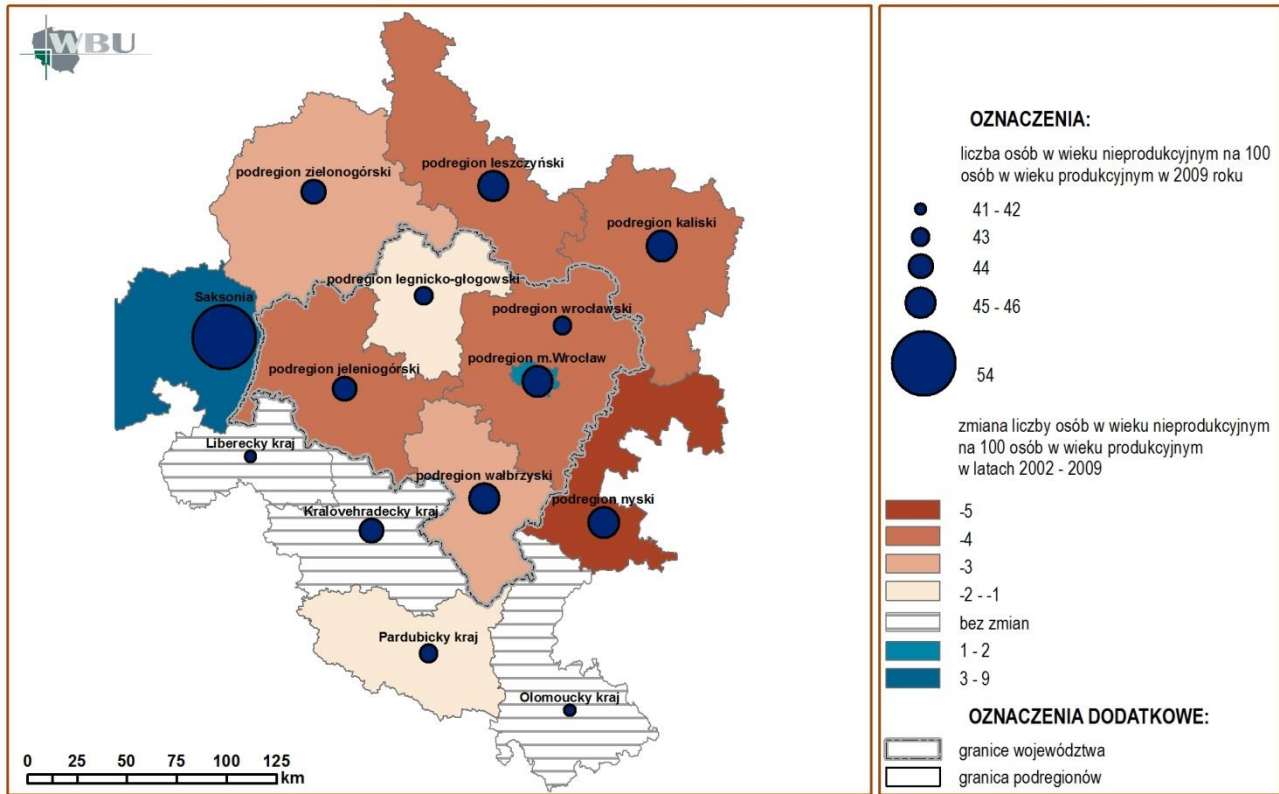 WBU
podregion zielonogórski
podregion leszczyński
podregion kaliski
podregion legnicko-głogowski
Saksonia
podregion wrocławski
podregion m.Wrocław
podregion jeleniogórski
Liberecky kraj
podregion wałbrzyski
Kralovehradecky kraj
podregion nyski
Pardubicky kraj
Olomoucky kraj
0 25 50 75 100 125
km
OZNACZENIA:
liczba osób w wieku nieprodukcyjnym na 100
osób w wieku produkcyjnym w 2009 roku
41 - 42
43
44
45 - 46
54
zmiana liczby osób w wieku nieprodukcyjnym
na 100 osób w wieku produkcyjnym
w latach 2002 - 2009
-5
-4
-3
-2 - -1
bez zmian
1 - 2
3 - 9
OZNACZENIA DODATKOWE:
granice województwa
granica podregionów